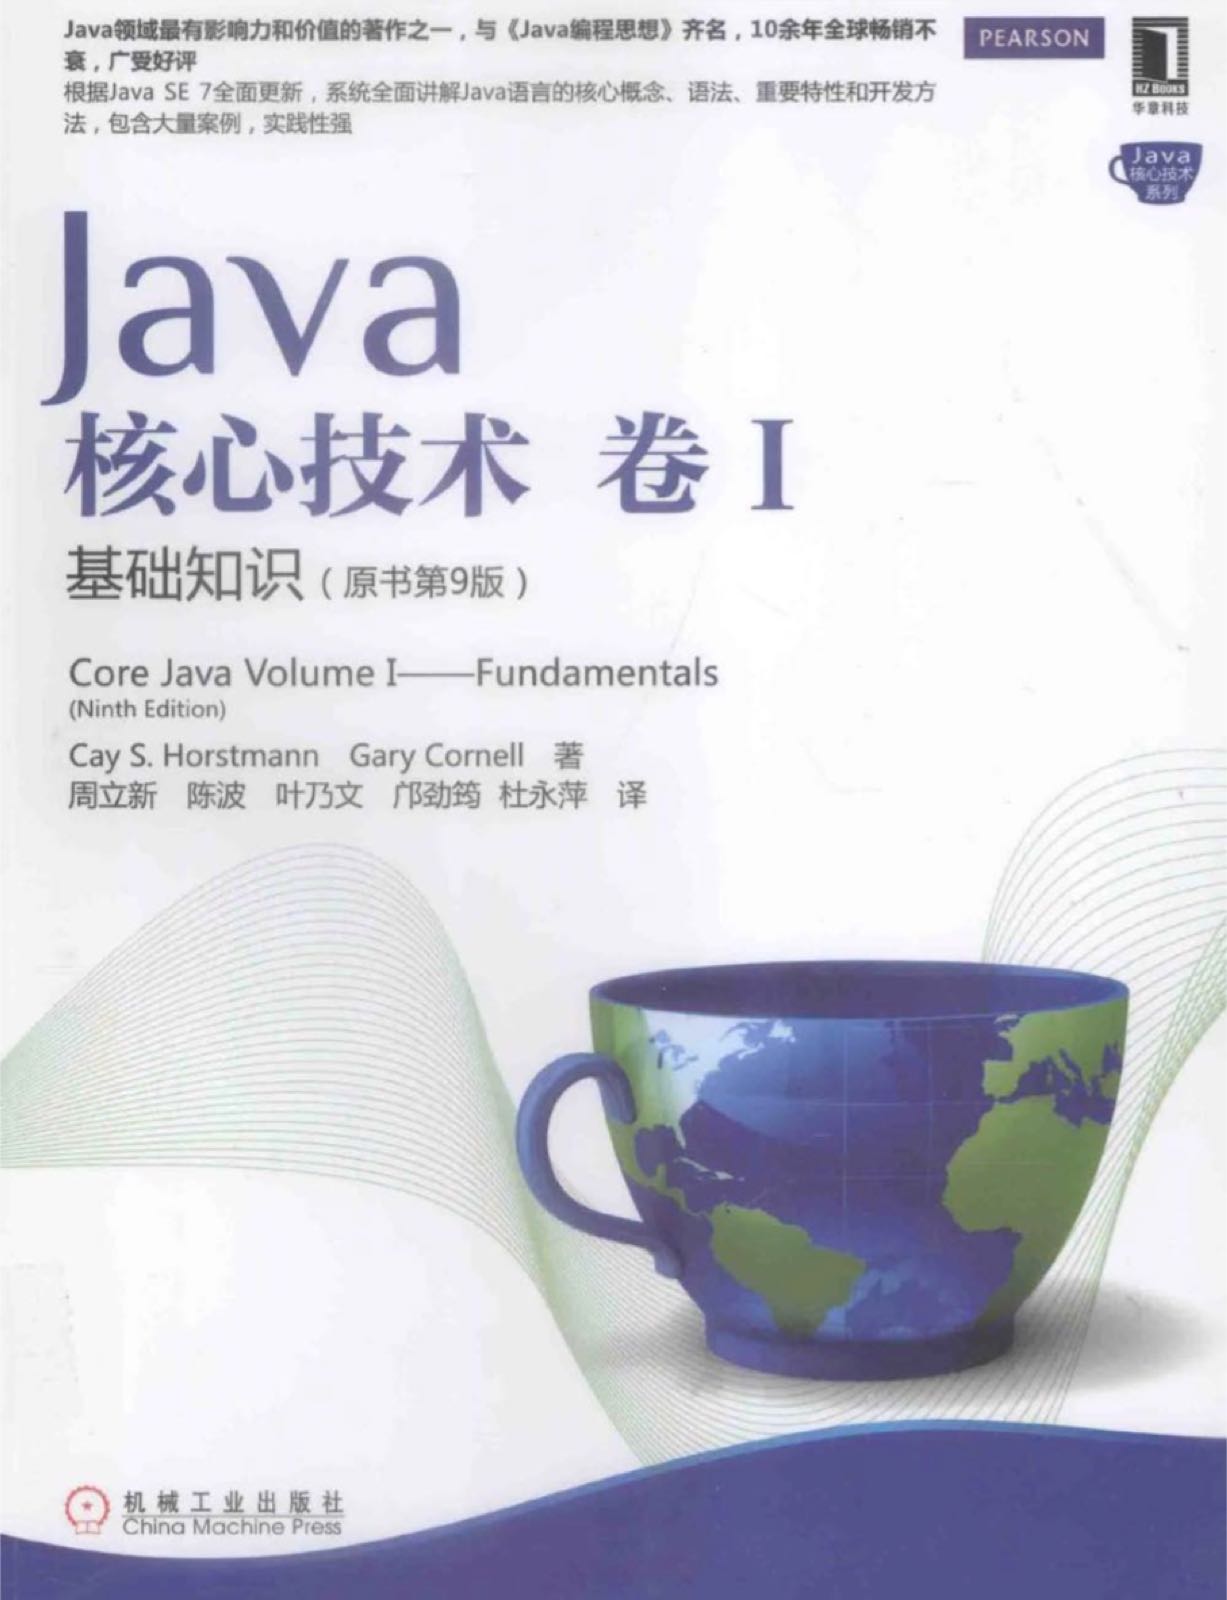 Java领域最有影响力和价值的著作之一，与《Java编程思想》齐名，10余年全球畅销不
衰，广受好评
根据Java SE 7全面更新，系统全面讲解Java语言的核心概念、语法、重要特性和开发方
法，包含大量案例，实践性强
PEARSON
HZ BOOKS
华章科技
Java
核心技术
系列
Java
核心技术 卷 I
基础知识（原书第9版）
Core Java Volume I——Fundamentals
(Ninth Edition)
Cay S. Horstmann Gary Cornell 著
周立新 陈波 叶乃文 邝劲筠 杜永萍 译
机械工业出版社
China Machine Press